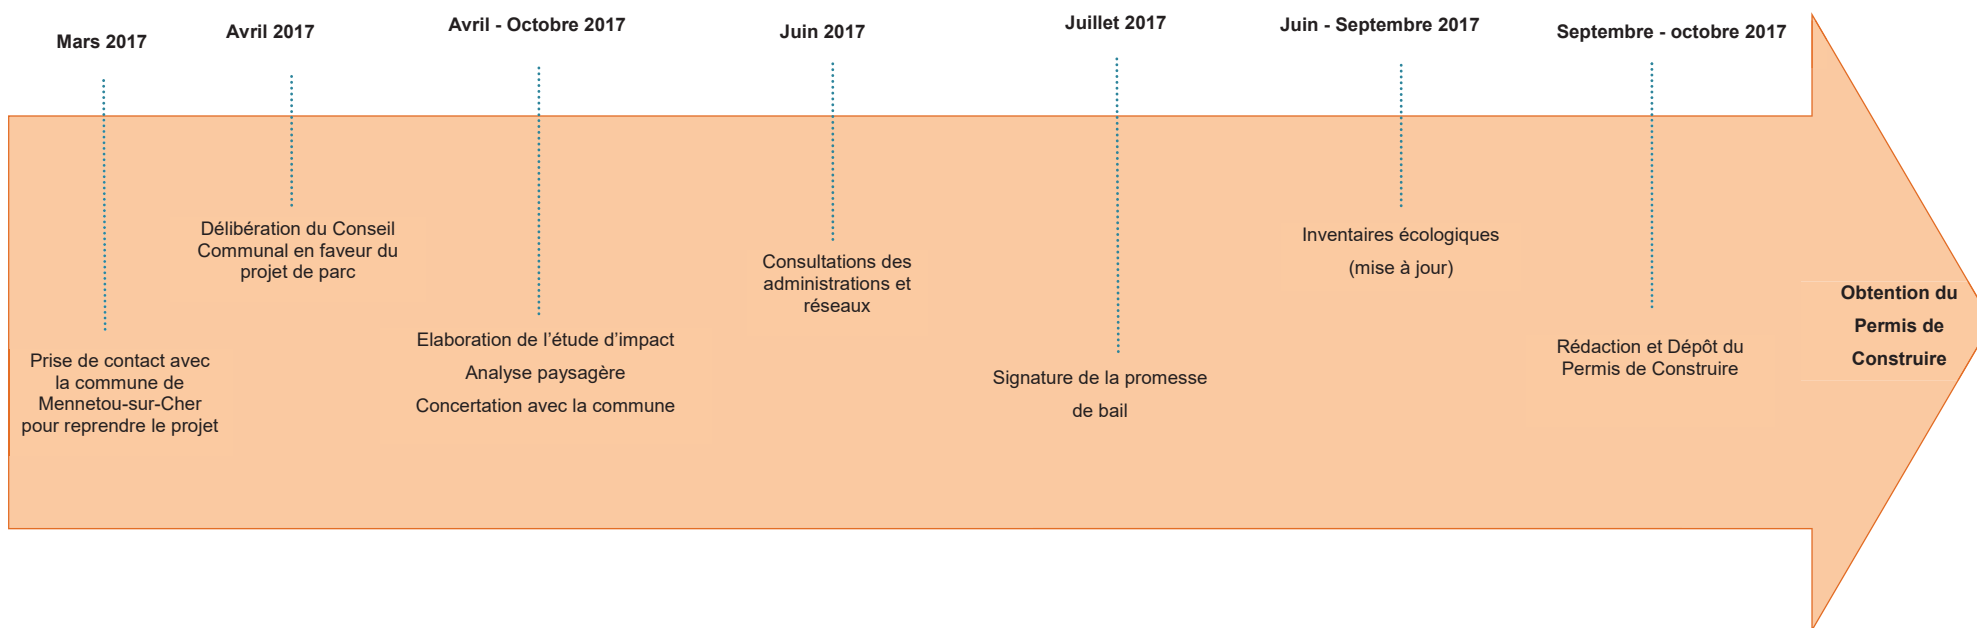 Mars 2017
Avril 2017
Avril - Octobre 2017
Juin 2017
Juillet 2017
Juin - Septembre 2017
Septembre - octobre 2017
Prise de contact avec
la commune de
Mennetou-sur-Cher
pour reprendre le projet
Délibération du Conseil
Communal en faveur du
projet de parc
Elaboration de l’étude d’impact
Analyse paysagère
Concertation avec la commune
Consultations des
administrations et
réseaux
Signature de la promesse
de bail
Inventaires écologiques
(mise à jour)
Rédaction et Dépôt du
Permis de Construire
Obtention du
Permis de
Construire